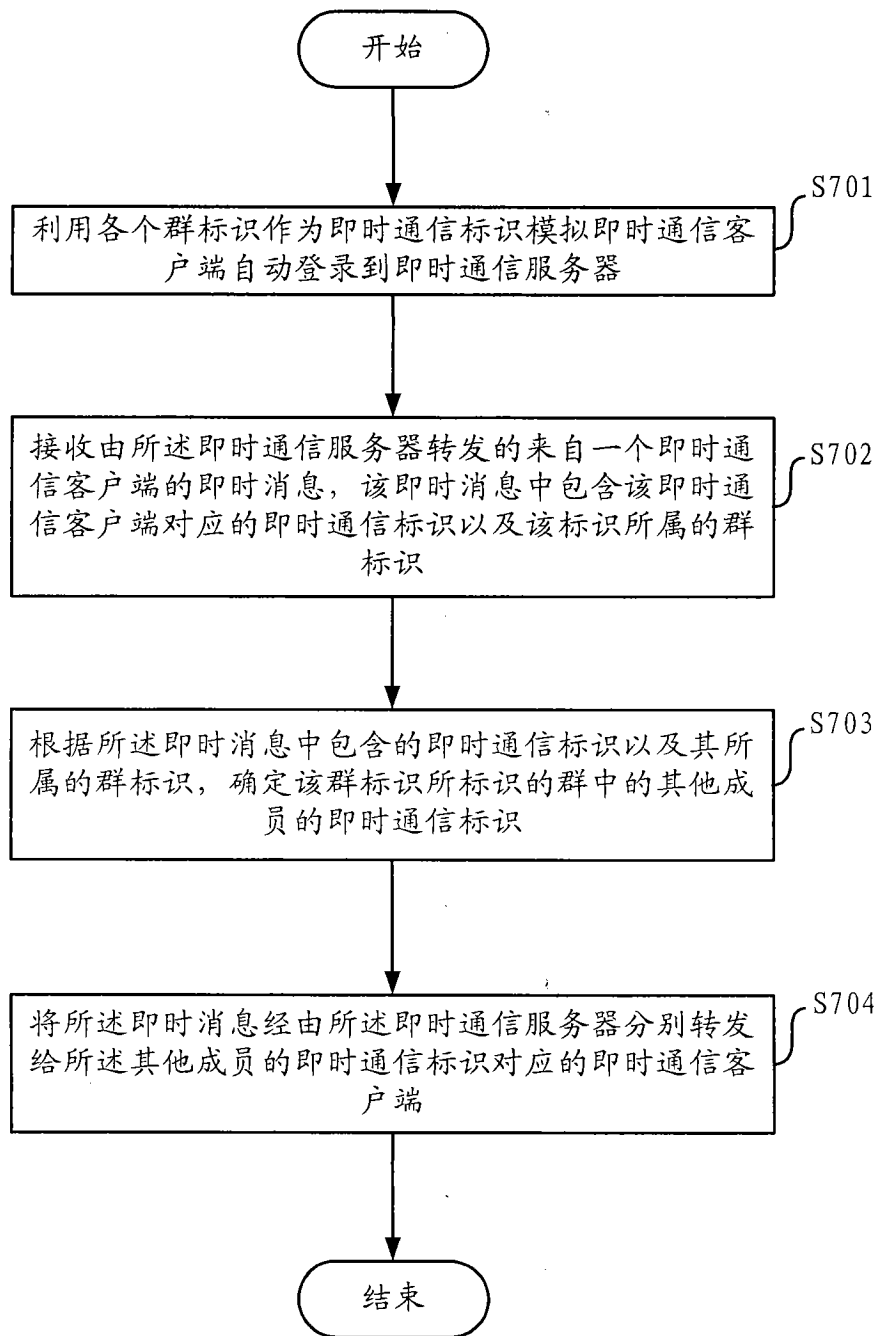 开始
S701
利用各个群标识作为即时通信标识模拟即时通信客
户端自动登录到即时通信服务器
S702
接收由所述即时通信服务器转发的来自一个即时通
信客户端的即时消息，该即时消息中包含该即时通
信客户端对应的即时通信标识以及该标识所属的群
标识
S703
根据所述即时消息中包含的即时通信标识以及其所
属的群标识，确定该群标识所标识的群中的其他成
员的即时通信标识
S704
将所述即时消息经由所述即时通信服务器分别转发
给所述其他成员的即时通信标识对应的即时通信客
户端
结束